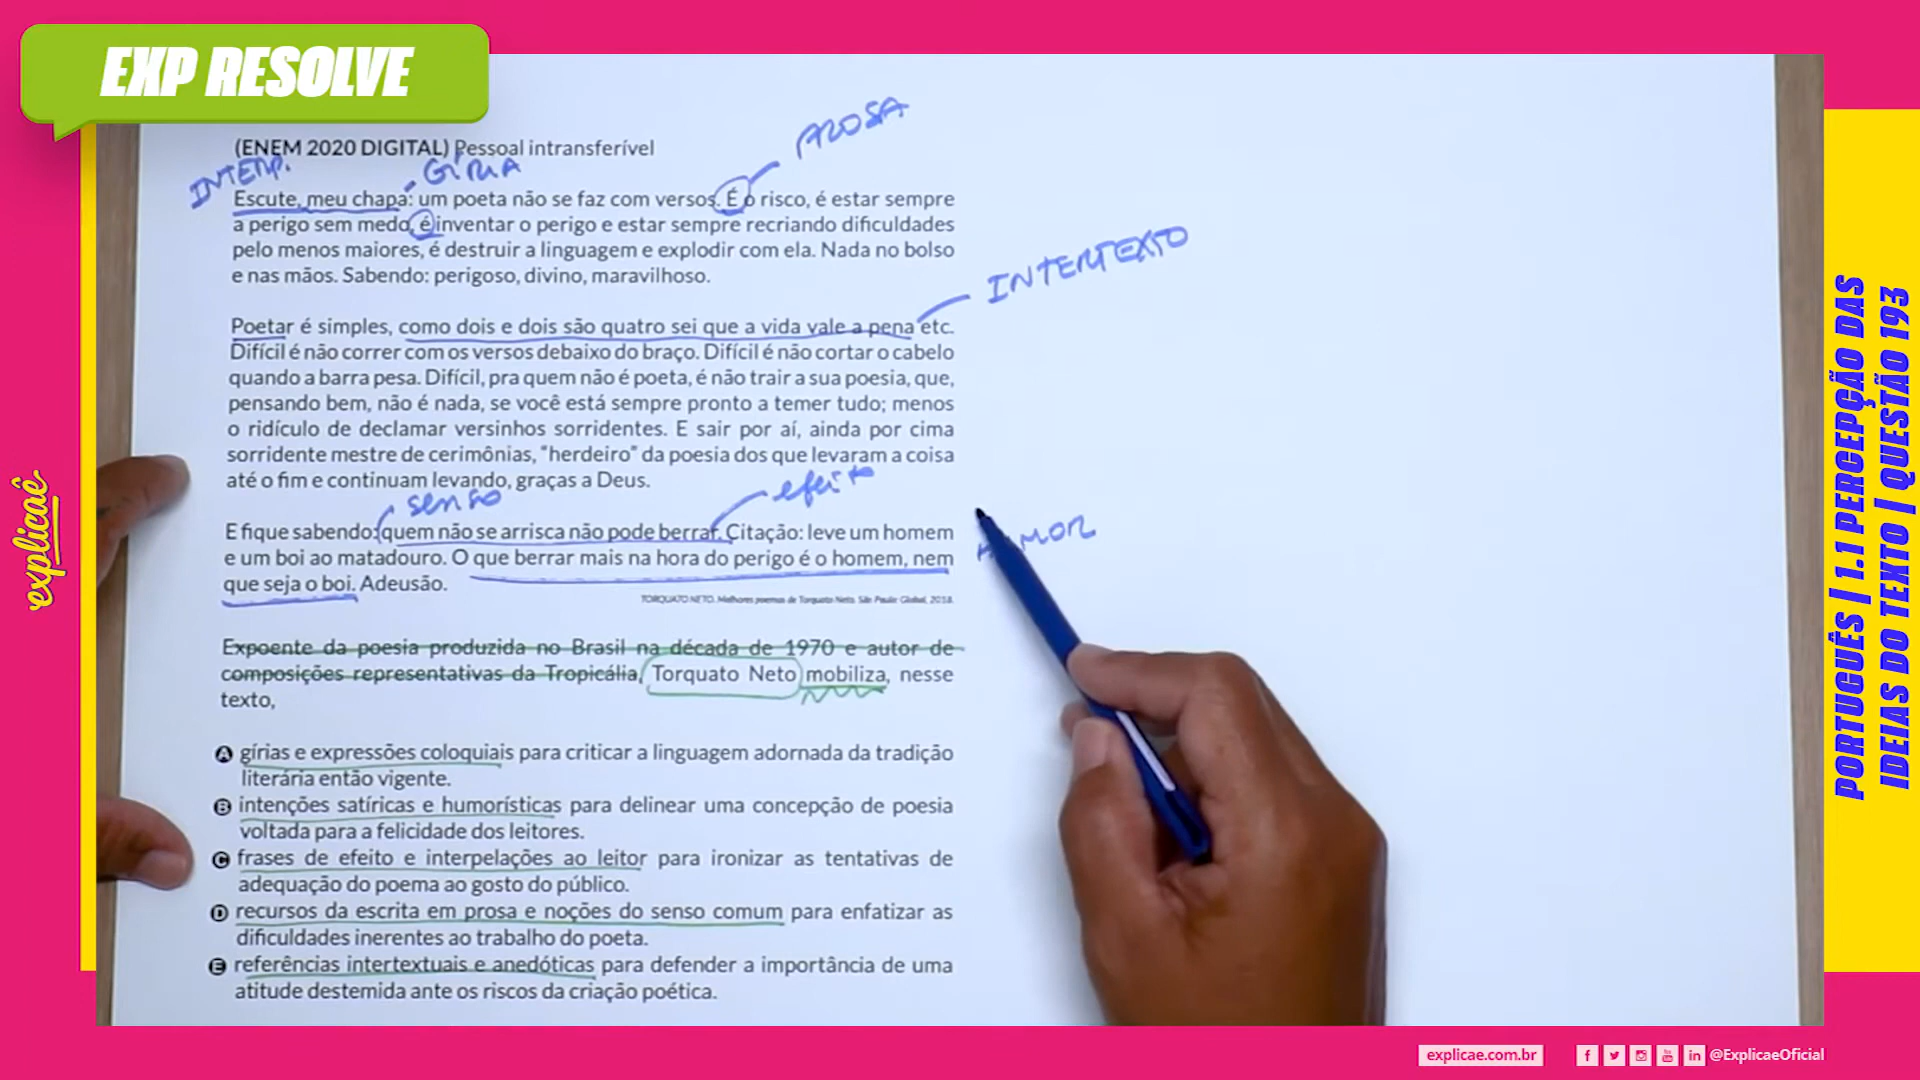 EXP RESOLVE
(ENEM 2020 DIGITAL) Pessoal intransferível
INTERP.
GÍRIA
PROSA
Escute, meu chapa: um poeta não se faz com versos. É o risco, é estar sempre
a perigo sem medo, é inventar o perigo e estar sempre recriando dificuldades
pelo menos maiores, é destruir a linguagem e explodir com ela. Nada no bolso
e nas mãos. Sabendo: perigoso, divino, maravilhoso.
INTERTEXTO
Poetar é simples, como dois e dois são quatro sei que a vida vale a pena etc.
Difícil é não correr com os versos debaixo do braço. Difícil é não cortar o cabelo
quando a barra pesa. Difícil, pra quem não é poeta, é não trair a sua poesia, que,
pensando bem, não é nada, se você está sempre pronto a temer tudo; menos
o ridículo de declamar versinhos sorridentes. E sair por aí, ainda por cima
sorridente mestre de cerimônias, "herdeiro" da poesia dos que levaram a coisa
até o fim e continuam levando, graças a Deus.
senso
efeito
E fique sabendo: quem não se arrisca não pode berrar. Citação: leve um homem
e um boi ao matadouro. O que berrar mais na hora do perigo é o homem, nem
que seja o boi. Adeusão.
TORQUATO NETO. Melhores poemas de Torquato Neto. São Paulo: Global, 2018.
Expoente da poesia produzida no Brasil na década de 1970 e autor de
composições representativas da Tropicália, Torquato Neto mobiliza, nesse
texto,
A gírias e expressões coloquiais para criticar a linguagem adornada da tradição
literária então vigente.
B intenções satíricas e humorísticas para delinear uma concepção de poesia
voltada para a felicidade dos leitores.
C frases de efeito e interpelações ao leitor para ironizar as tentativas de
adequação do poema ao gosto do público.
D recursos da escrita em prosa e noções do senso comum para enfatizar as
dificuldades inerentes ao trabalho do poeta.
E referências intertextuais e anedóticas para defender a importância de uma
atitude destemida ante os riscos da criação poética.
explicaê
PORTUGUÊS | 1.1 PERCEPÇÃO DAS
IDEIAS DO TEXTO | QUESTÃO 193
explicae.com.br
@ExplicaeOficial